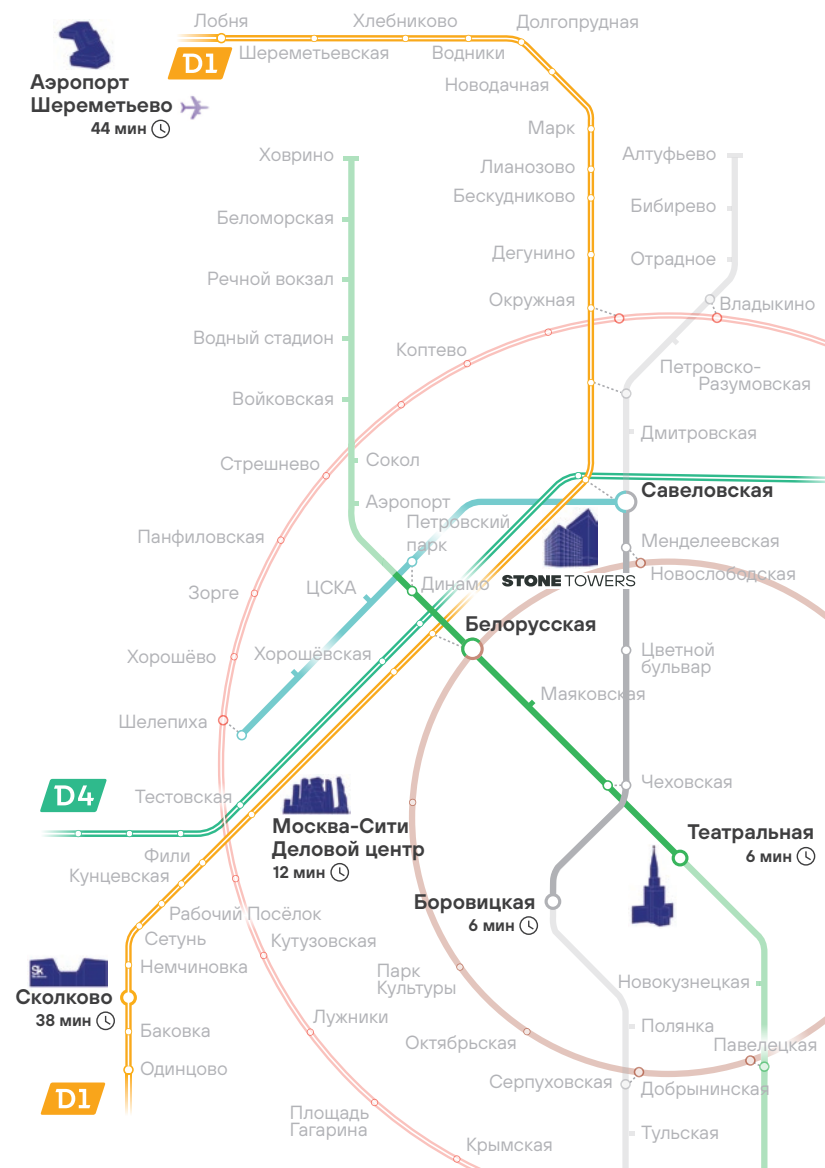 Лобня
Хлебниково
Долгопрудная
D1
Шереметьевская
Водники
Аэропорт
Шереметьево
44 мин
Новодачная
Марк
Ховрино
Лианозово
Алтуфьево
Бескудниково
Бибирево
Беломорская
Дегунино
Отрадное
Речной вокзал
Окружная
Владыкино
Водный стадион
Коптево
Петровско-
Разумовская
Войковская
Дмитровская
Стрешнево
Сокол
Савеловская
Аэропорт
Петровский
парк
Панфиловская
Менделеевская
Новослободская
STONE TOWERS
ЦСКА
Динамо
Зорге
Белорусская
Хорошёво
Хорошёвская
Цветной
бульвар
Маяковская
Шелепиха
Чеховская
D4
Тестовская
Москва-Сити
Деловой центр
12 мин
Театральная
6 мин
Фили
Кунцевская
Боровицкая
6 мин
Рабочий Посёлок
Сетунь
Кутузовская
Sk
Немчиновка
Парк
Культуры
Новокузнецкая
Сколково
38 мин
Лужники
Полянка
Баковка
Октябрьская
Павелецкая
Одинцово
Серпуховская
Добрынинская
D1
Площадь
Гагарина
Тульская
Крымская